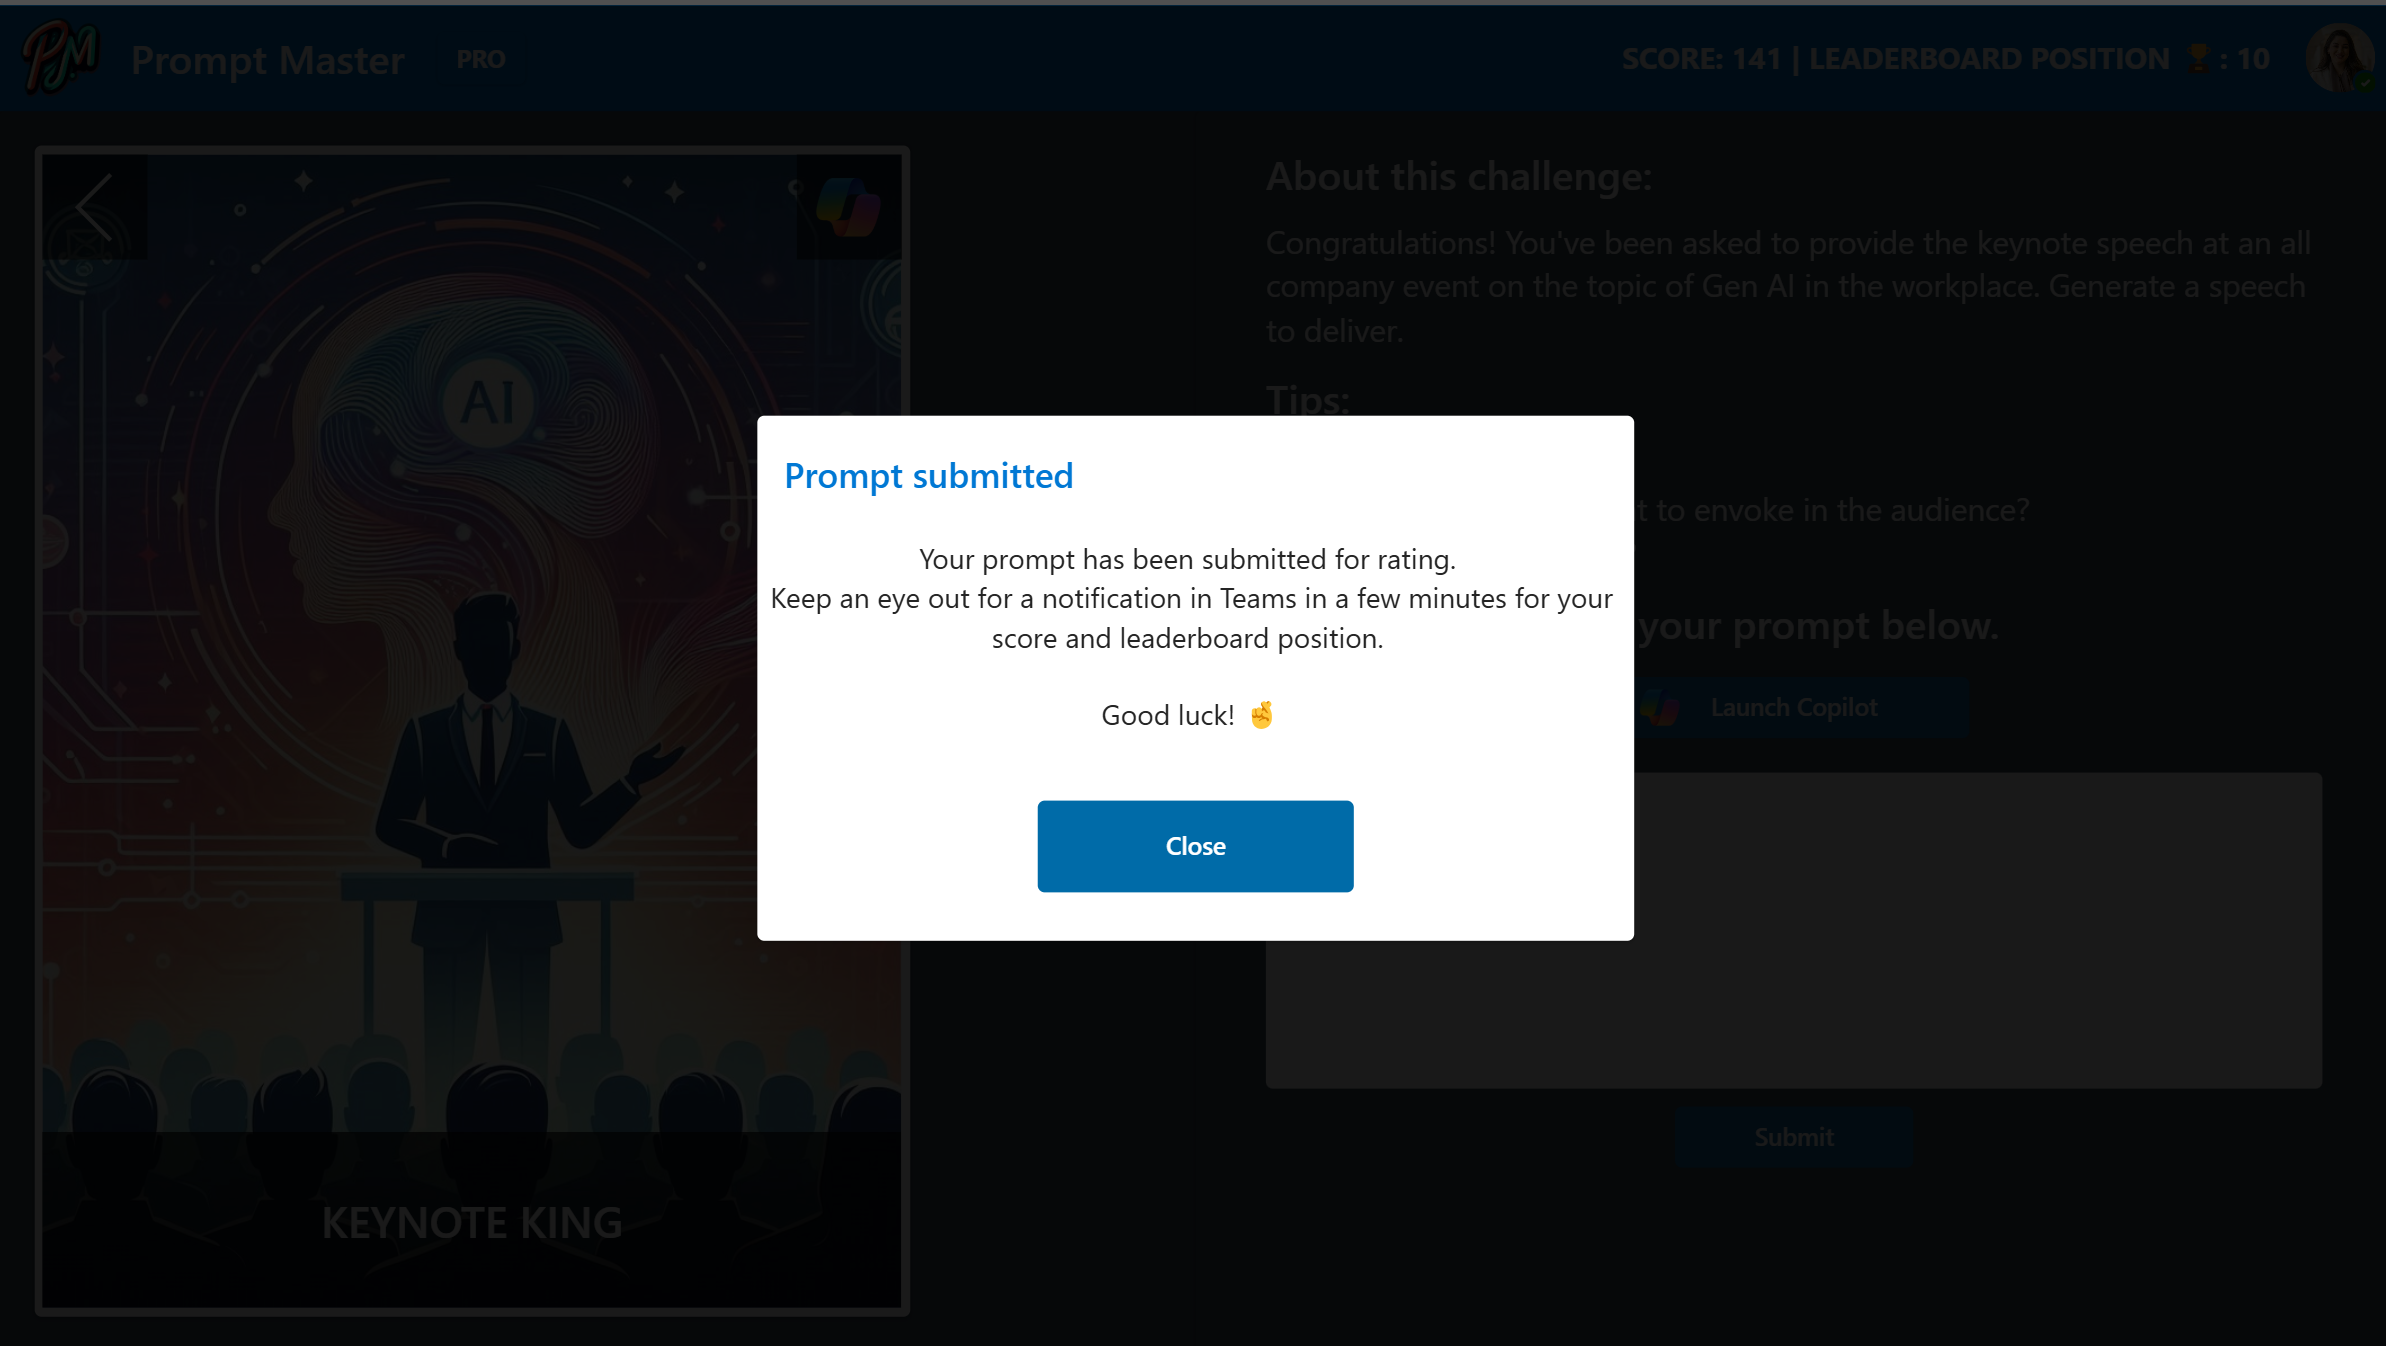 PM
Prompt Master
PRO
SCORE: 141 | LEADERBOARD POSITION 🏆 : 10
AI
KEYNOTE KING
About this challenge:
Congratulations! You've been asked to provide the keynote speech at an all
company event on the topic of Gen AI in the workplace. Generate a speech
to deliver.
Tips:
t to envoke in the audience?
your prompt below.
Launch Copilot
Submit
Prompt submitted
Your prompt has been submitted for rating.
Keep an eye out for a notification in Teams in a few minutes for your
score and leaderboard position.
Good luck! 🤞
Close